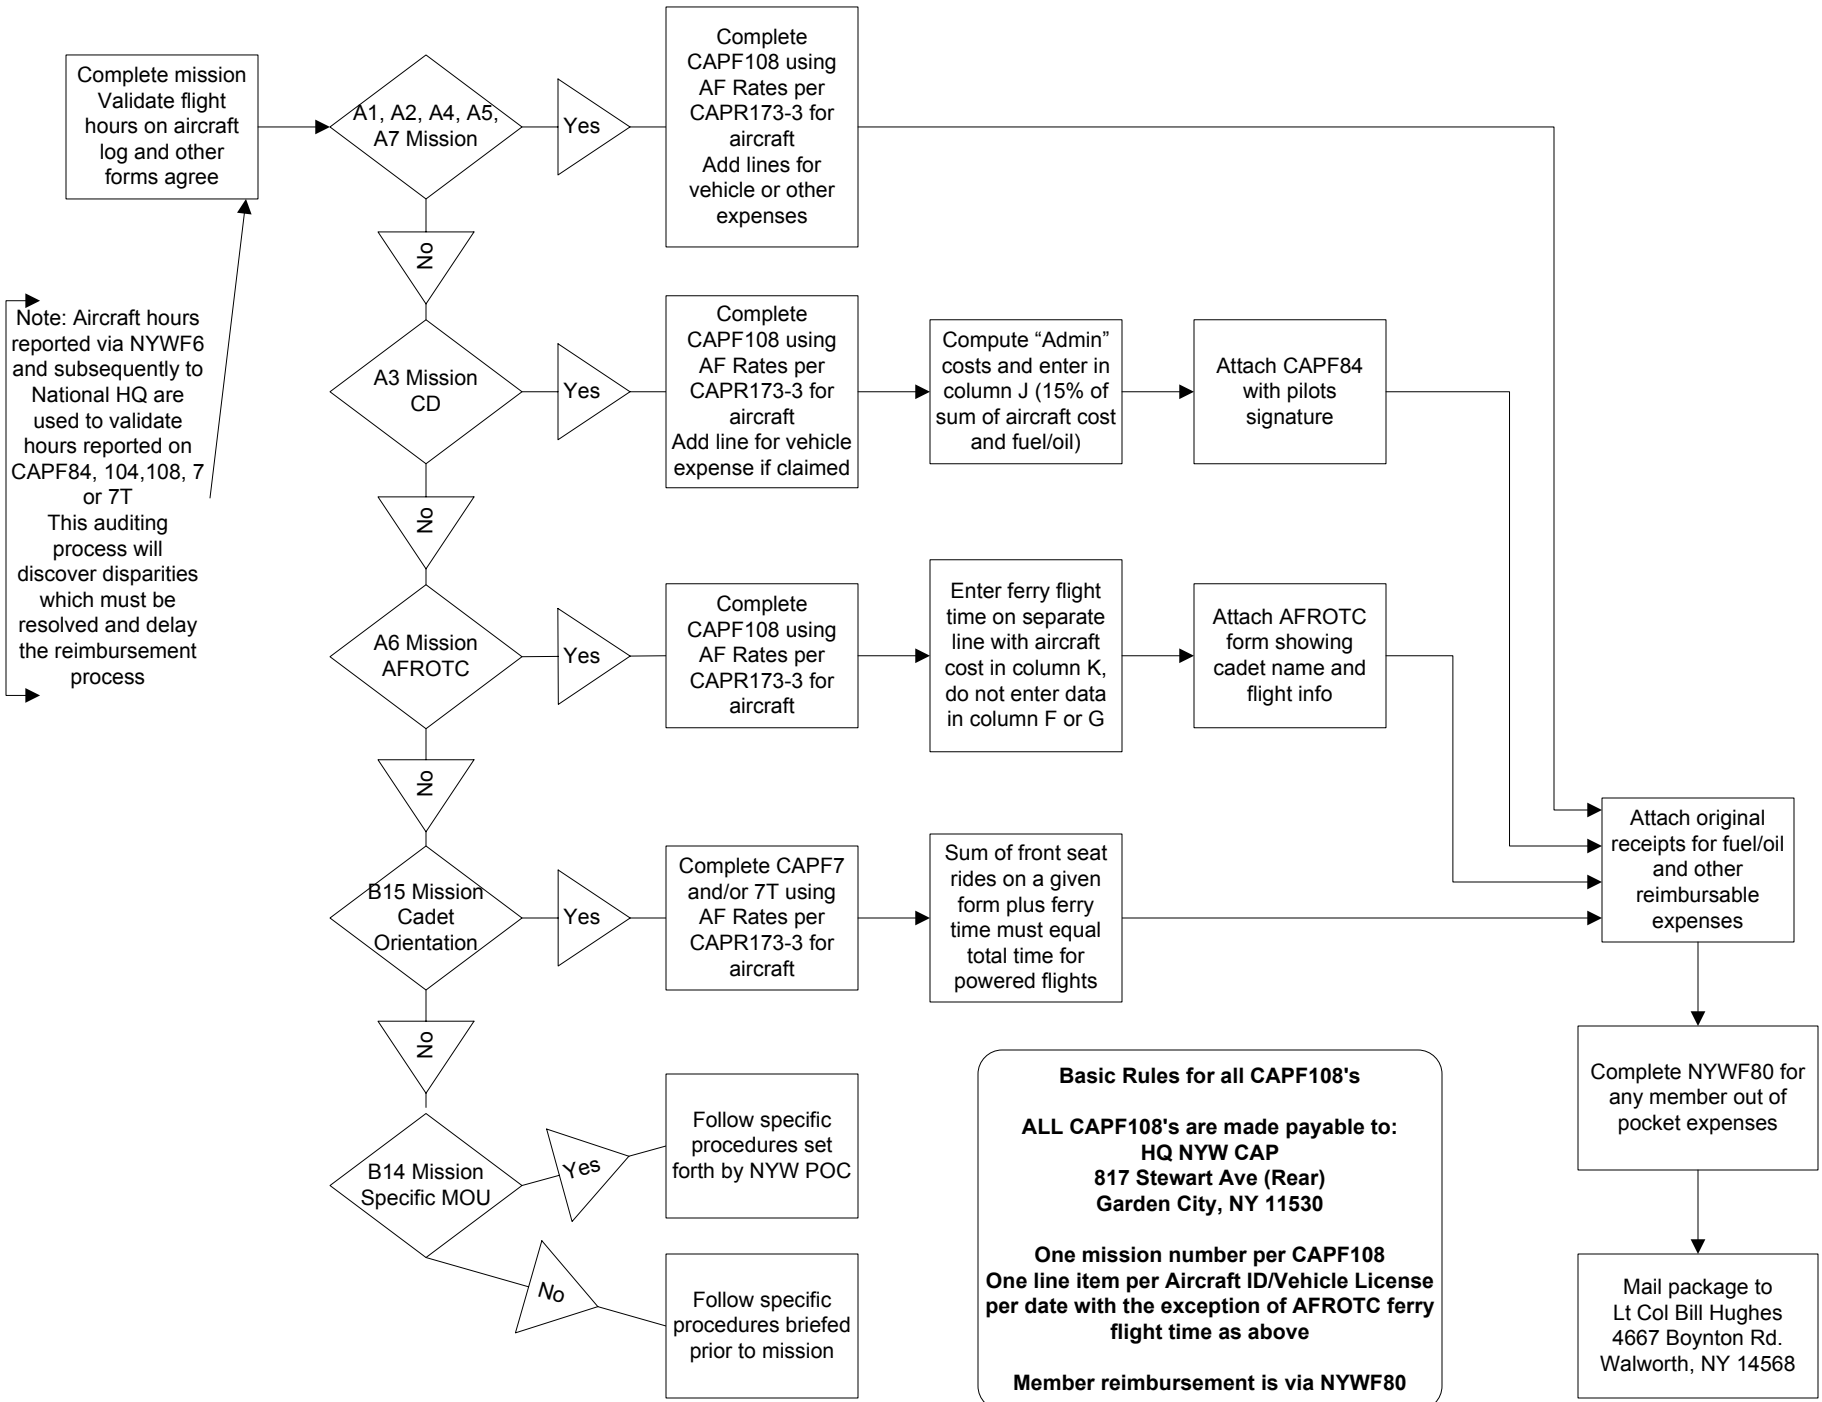 Complete mission
Validate flight
hours on aircraft
log and other
forms agree
A1, A2, A4, A5,
A7 Mission
Yes
Complete
CAPF108 using
AF Rates per
CAPR173-3 for
aircraft
Add lines for
vehicle or other
expenses
No
Note: Aircraft hours
reported via NYWF6
and subsequently to
National HQ are
used to validate
hours reported on
CAPF84, 104,108, 7
or 7T
This auditing
process will
discover disparities
which must be
resolved and delay
the reimbursement
process
A3 Mission
CD
Yes
Complete
CAPF108 using
AF Rates per
CAPR173-3 for
aircraft
Add line for vehicle
expense if claimed
Compute “Admin”
costs and enter in
column J (15% of
sum of aircraft cost
and fuel/oil)
Attach CAPF84
with pilots
signature
No
A6 Mission
AFROTC
Yes
Complete
CAPF108 using
AF Rates per
CAPR173-3 for
aircraft
Enter ferry flight
time on separate
line with aircraft
cost in column K,
do not enter data
in column F or G
Attach AFROTC
form showing
cadet name and
flight info
No
B15 Mission
Cadet
Orientation
Yes
Complete CAPF7
and/or 7T using
AF Rates per
CAPR173-3 for
aircraft
Sum of front seat
rides on a given
form plus ferry
time must equal
total time for
powered flights
Attach original
receipts for fuel/oil
and other
reimbursable
expenses
No
B14 Mission
Specific MOU
Yes
Follow specific
procedures set
forth by NYW POC
No
Follow specific
procedures briefed
prior to mission
Basic Rules for all CAPF108's
ALL CAPF108's are made payable to:
HQ NYW CAP
817 Stewart Ave (Rear)
Garden City, NY 11530
One mission number per CAPF108
One line item per Aircraft ID/Vehicle License
per date with the exception of AFROTC ferry
flight time as above
Member reimbursement is via NYWF80
Complete NYWF80 for
any member out of
pocket expenses
Mail package to
Lt Col Bill Hughes
4667 Boynton Rd.
Walworth, NY 14568